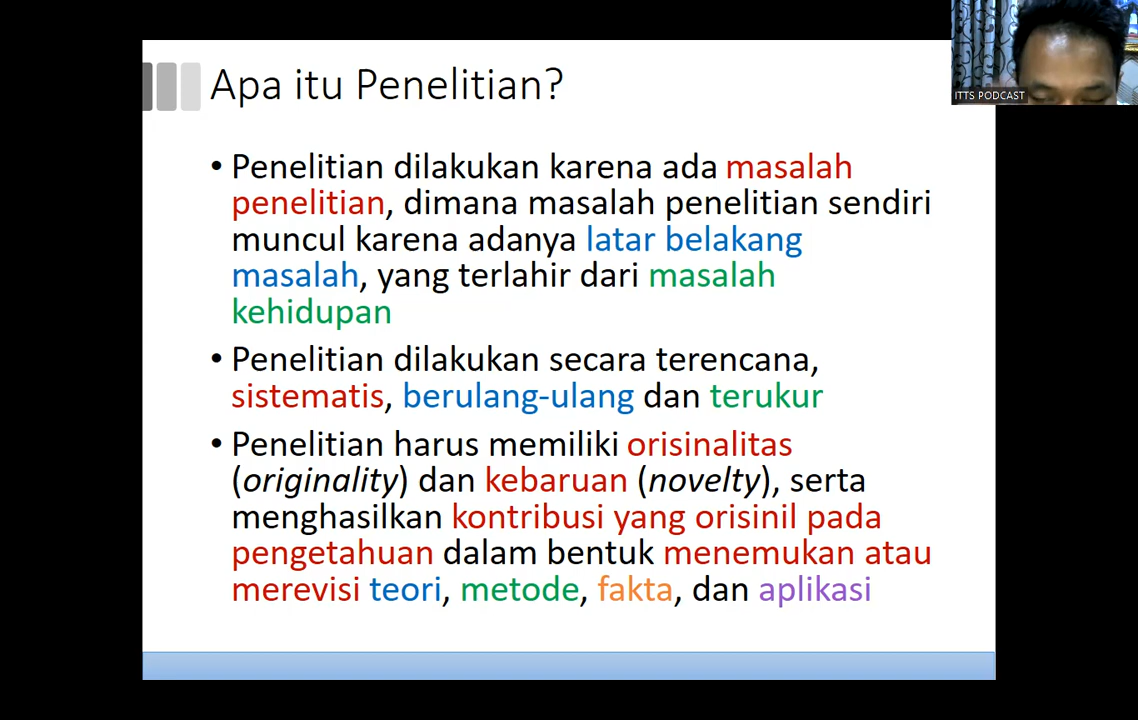 Apa itu Penelitian?
ITTS PODCAST
• Penelitian dilakukan karena ada masalah
penelitian, dimana masalah penelitian sendiri
muncul karena adanya latar belakang
masalah, yang terlahir dari masalah
kehidupan
• Penelitian dilakukan secara terencana,
sistematis, berulang-ulang dan terukur
• Penelitian harus memiliki orisinalitas
(originality) dan kebaruan (novelty), serta
menghasilkan kontribusi yang orisinil pada
pengetahuan dalam bentuk menemukan atau
merevisi teori, metode, fakta, dan aplikasi